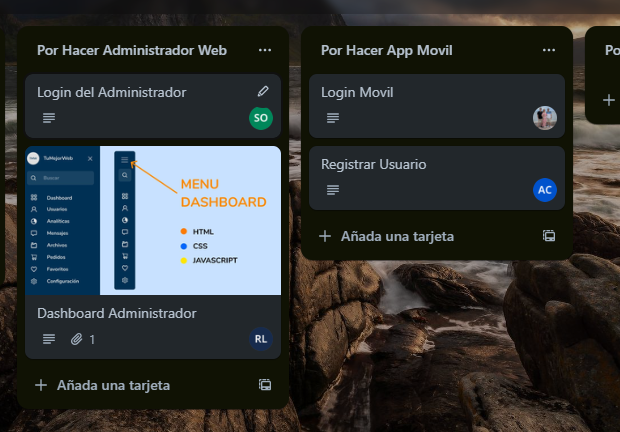 Por Hacer Administrador Web
Login del Administrador
SO
TuMejorWeb
Buscar
Dashboard
Usuarios
Analíticas
Mensajes
Archivos
Pedidos
Favoritos
Configuración
MENU
DASHBOARD
HTML
CSS
JAVASCRIPT
Dashboard Administrador
1
RL
Añada una tarjeta
Por Hacer App Movil
Login Movil
Registrar Usuario
AC
Añada una tarjeta
Po